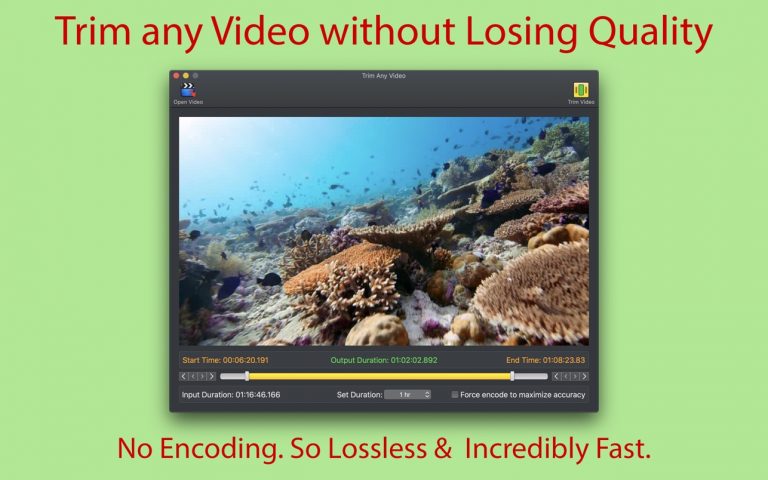 Trim any Video without Losing Quality
Trim Any Video
Open Video
Trim Video
Start Time: 00:06:20.191
Output Duration: 01:02:02.892
End Time: 01:08:23.83
Input Duration: 01:16:46.166
Set Duration: 1 hr
Force encode to maximize accuracy
No Encoding. So Lossless & Incredibly Fast.